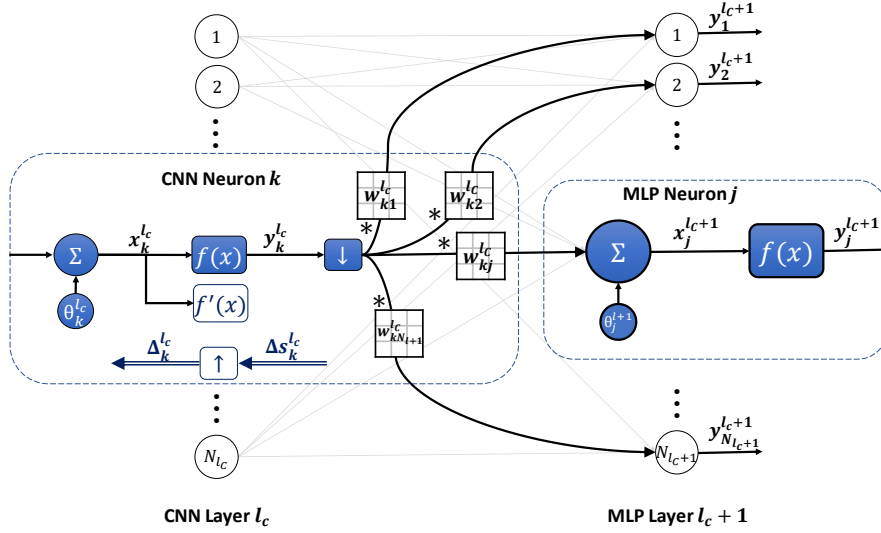 1
2
⋮
1
2
⋮
y_1^{l_C+1}
y_2^{l_C+1}
CNN Neuron k
w_{k1}^{l_C}
w_{k2}^{l_C}
* *
MLP Neuron j
Σ
x_k^{l_C}
f(x)
y_k^{l_C}
↓
*
w_{kj}^{l_C}
Σ
x_j^{l_C+1}
f(x)
y_j^{l_C+1}
θ_k^{l_C}
f'(x)
*
w_{kN_{l+1}}^{l_C}
θ_j^{l+1}
Δ_k^{l_C}
↑
Δs_k^{l_C}
⋮
N_{l_C}
⋮
N_{l_C+1}
y_{N_{l_C+1}}^{l_C+1}
CNN Layer l_c
MLP Layer l_c + 1